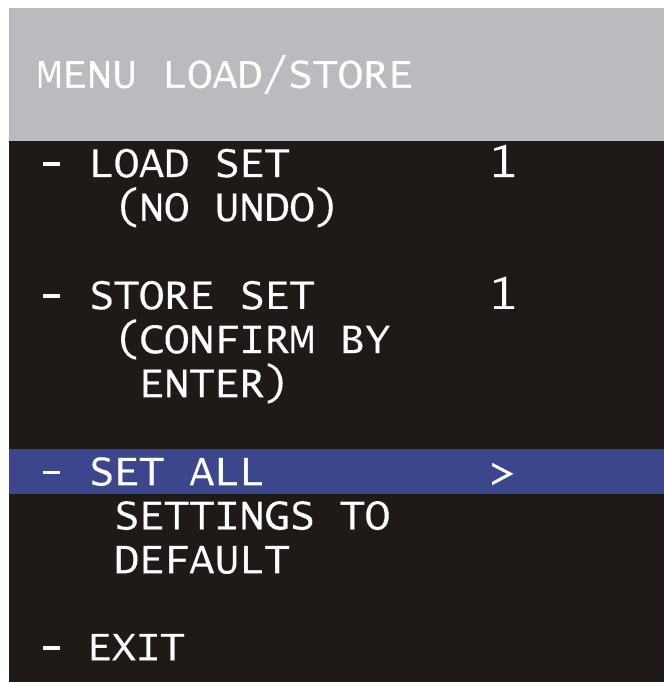 MENU LOAD/STORE
- LOAD SET 1
(NO UNDO)
- STORE SET 1
(CONFIRM BY
ENTER)
- SET ALL >
SETTINGS TO
DEFAULT
- EXIT